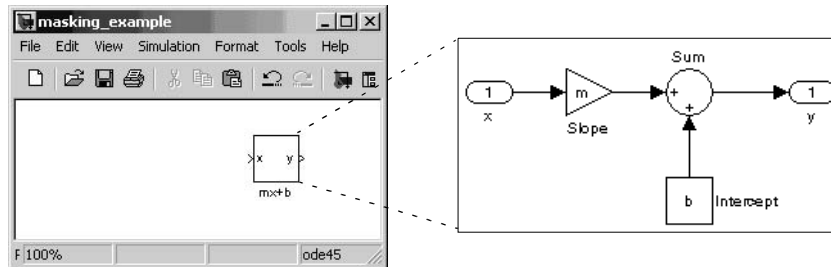 masking_example
File Edit View Simulation Format Tools Help
x y
mx+b
F 100% ode45
Sum
1 m + + 1
x Slope y
b Intercept